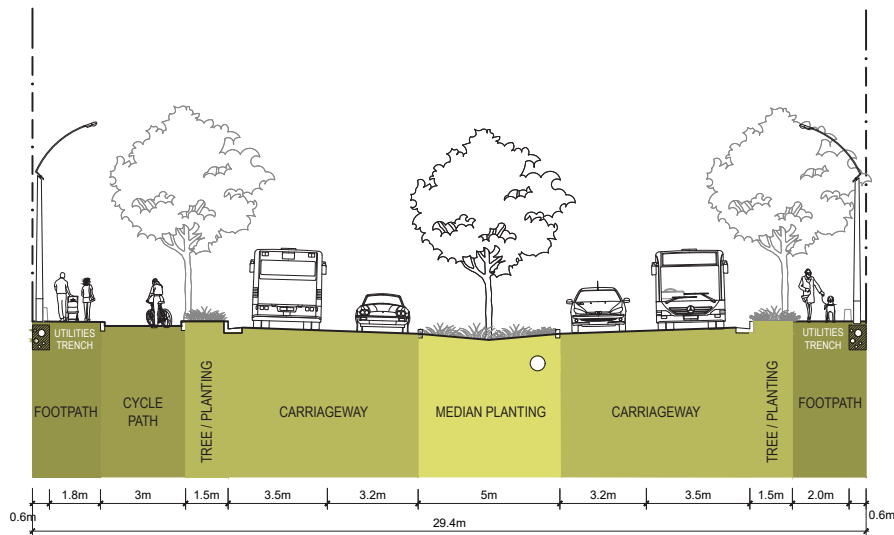 UTILITIES
TRENCH
UTILITIES
TRENCH
FOOTPATH
CYCLE
PATH
TREE / PLANTING
CARRIAGEWAY
MEDIAN PLANTING
CARRIAGEWAY
TREE / PLANTING
FOOTPATH
1.8m
3m
1.5m
3.5m
3.2m
5m
3.2m
3.5m
1.5m
2.0m
0.6m
0.6m
29.4m